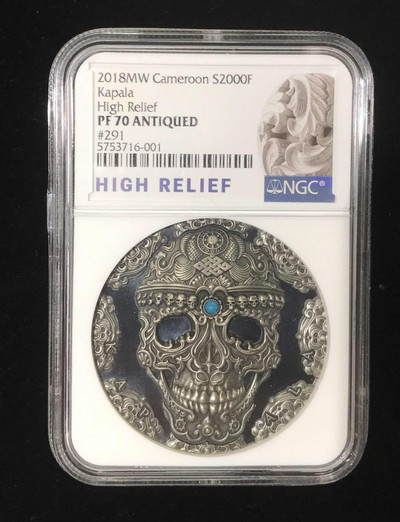 2018MW Cameroon S2000F
Kapala
High Relief
PF 70 ANTIQUED
#291
5753716-001
HIGH RELIEF
NGC®